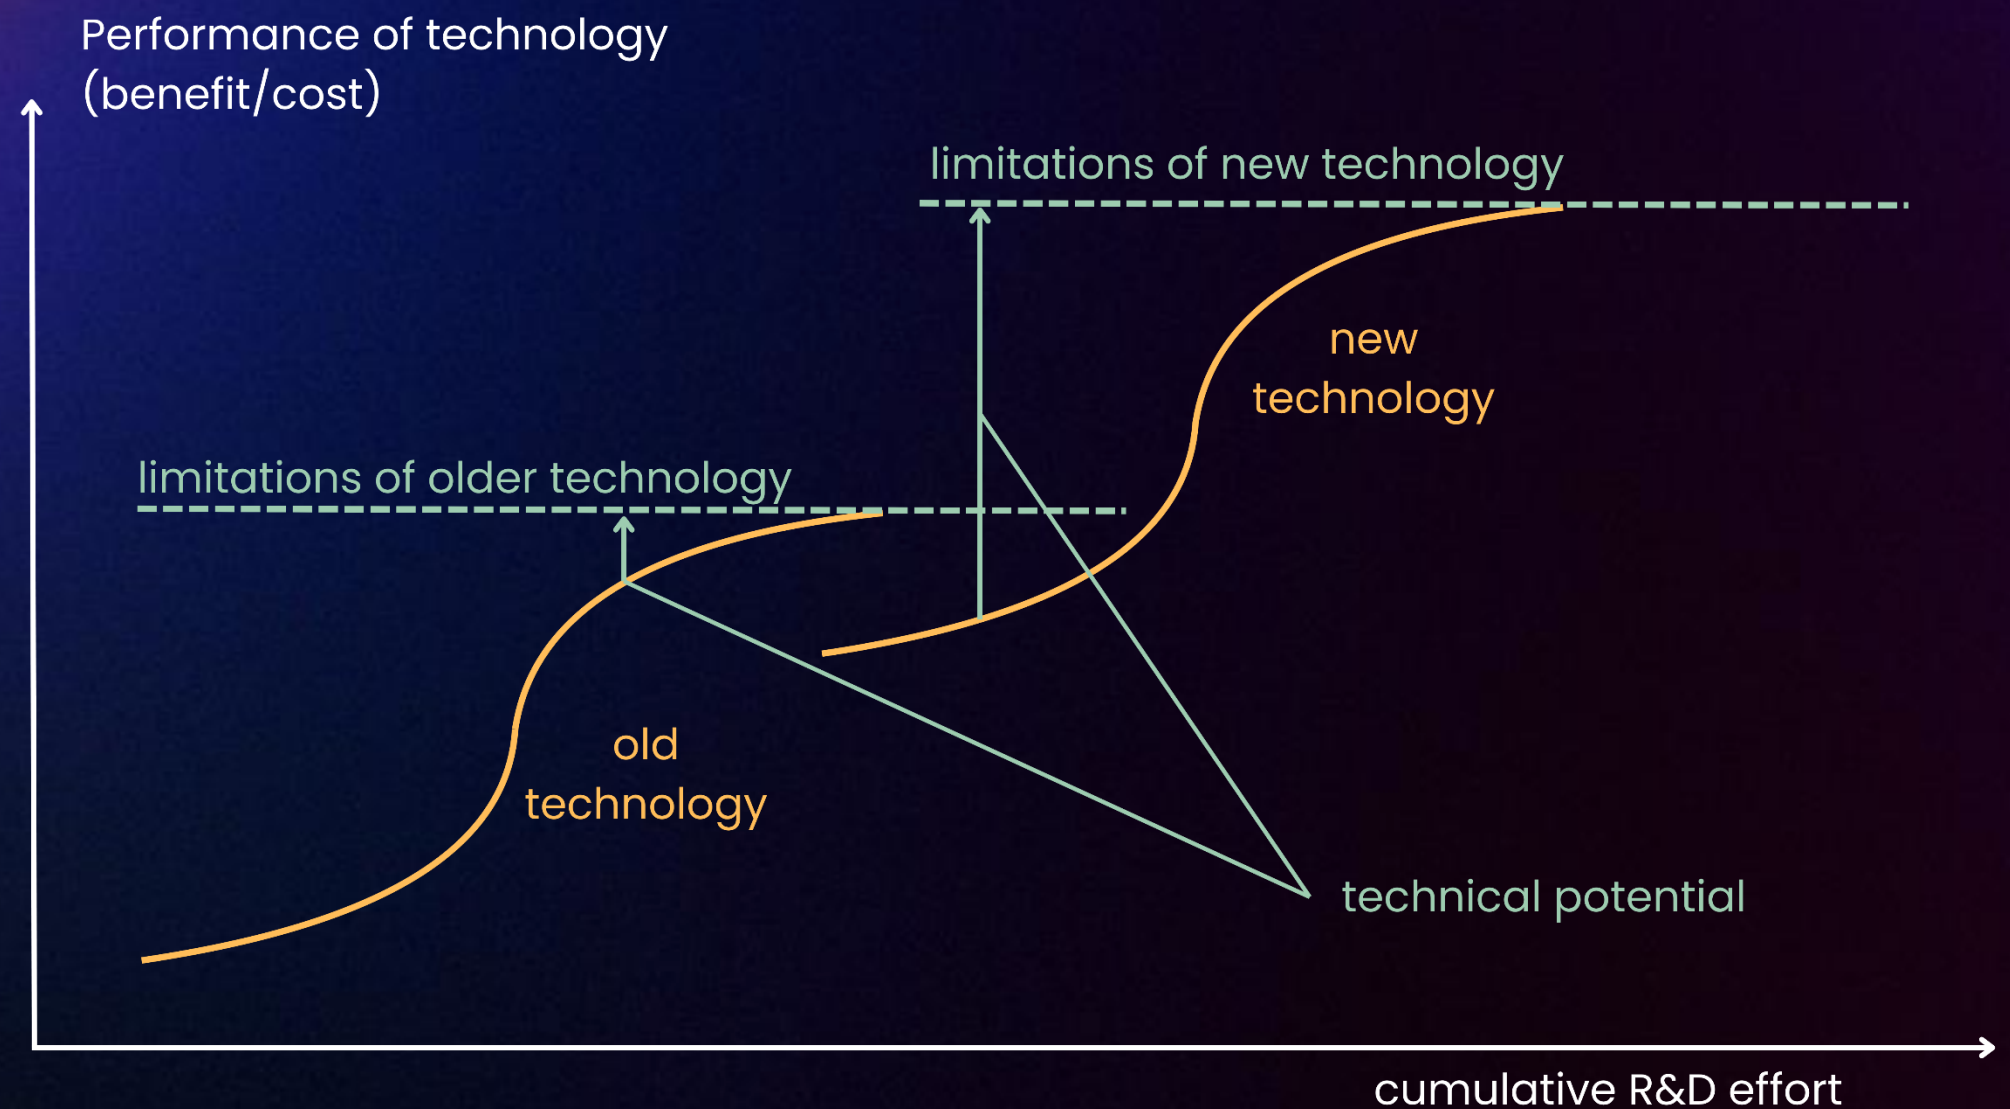 Performance of technology
(benefit/cost)
limitations of new technology
new
technology
limitations of older technology
old
technology
technical potential
cumulative R&D effort